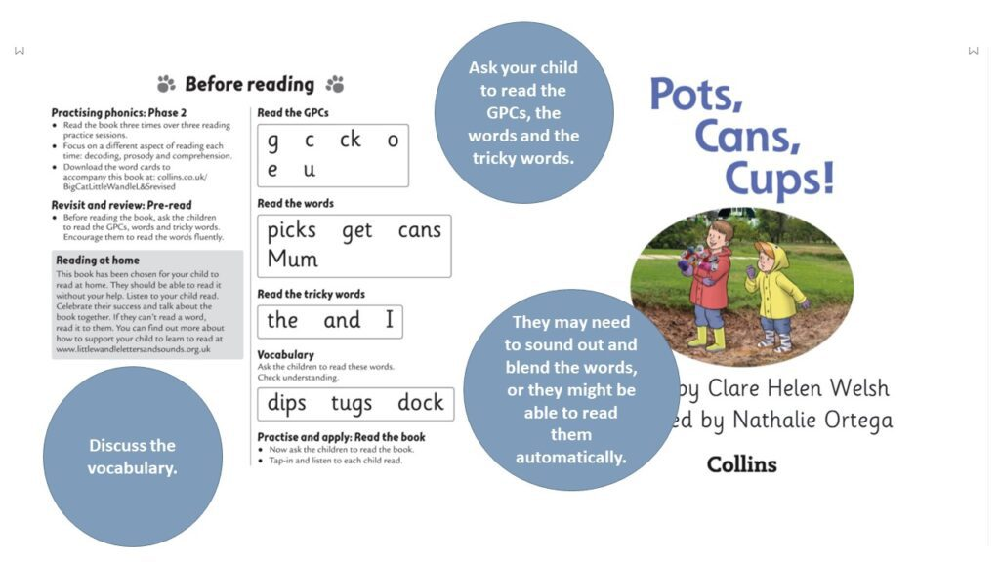 Before reading
Practising phonics: Phase 2
• Read the book three times over three reading
practice sessions.
• Focus on a different aspect of reading each
time: decoding, prosody and comprehension.
• Download the word cards to
accompany this book at: collins.co.uk/
BigCatLittleWandleL&Srevised
Revisit and review: Pre-read
• Before reading the book, ask the children
to read the GPCs, words and tricky words.
Encourage them to read the words fluently.
Reading at home
This book has been chosen for your child to
read at home. They should be able to read it
without your help. Listen to your child read.
Celebrate their success and talk about the
book together. If they can't read a word,
read it to them. You can find out more about
how to support your child to learn to read at
www.littlewandlelettersandsounds.org.uk
Discuss the
vocabulary.
Read the GPCs
g c ck o
e u
Read the words
picks get cans
Mum
Read the tricky words
the and I
Vocabulary
Ask the children to read these words.
Check understanding.
dips tugs dock
Practise and apply: Read the book
• Now ask the children to read the book.
• Tap-in and listen to each child read.
Ask your child
to read the
GPCs, the
words and the
tricky words.
They may need
to sound out and
blend the words,
or they might be
able to read
them
automatically.
Pots,
Cans,
Cups!
by Clare Helen Welsh
ed by Nathalie Ortega
Collins